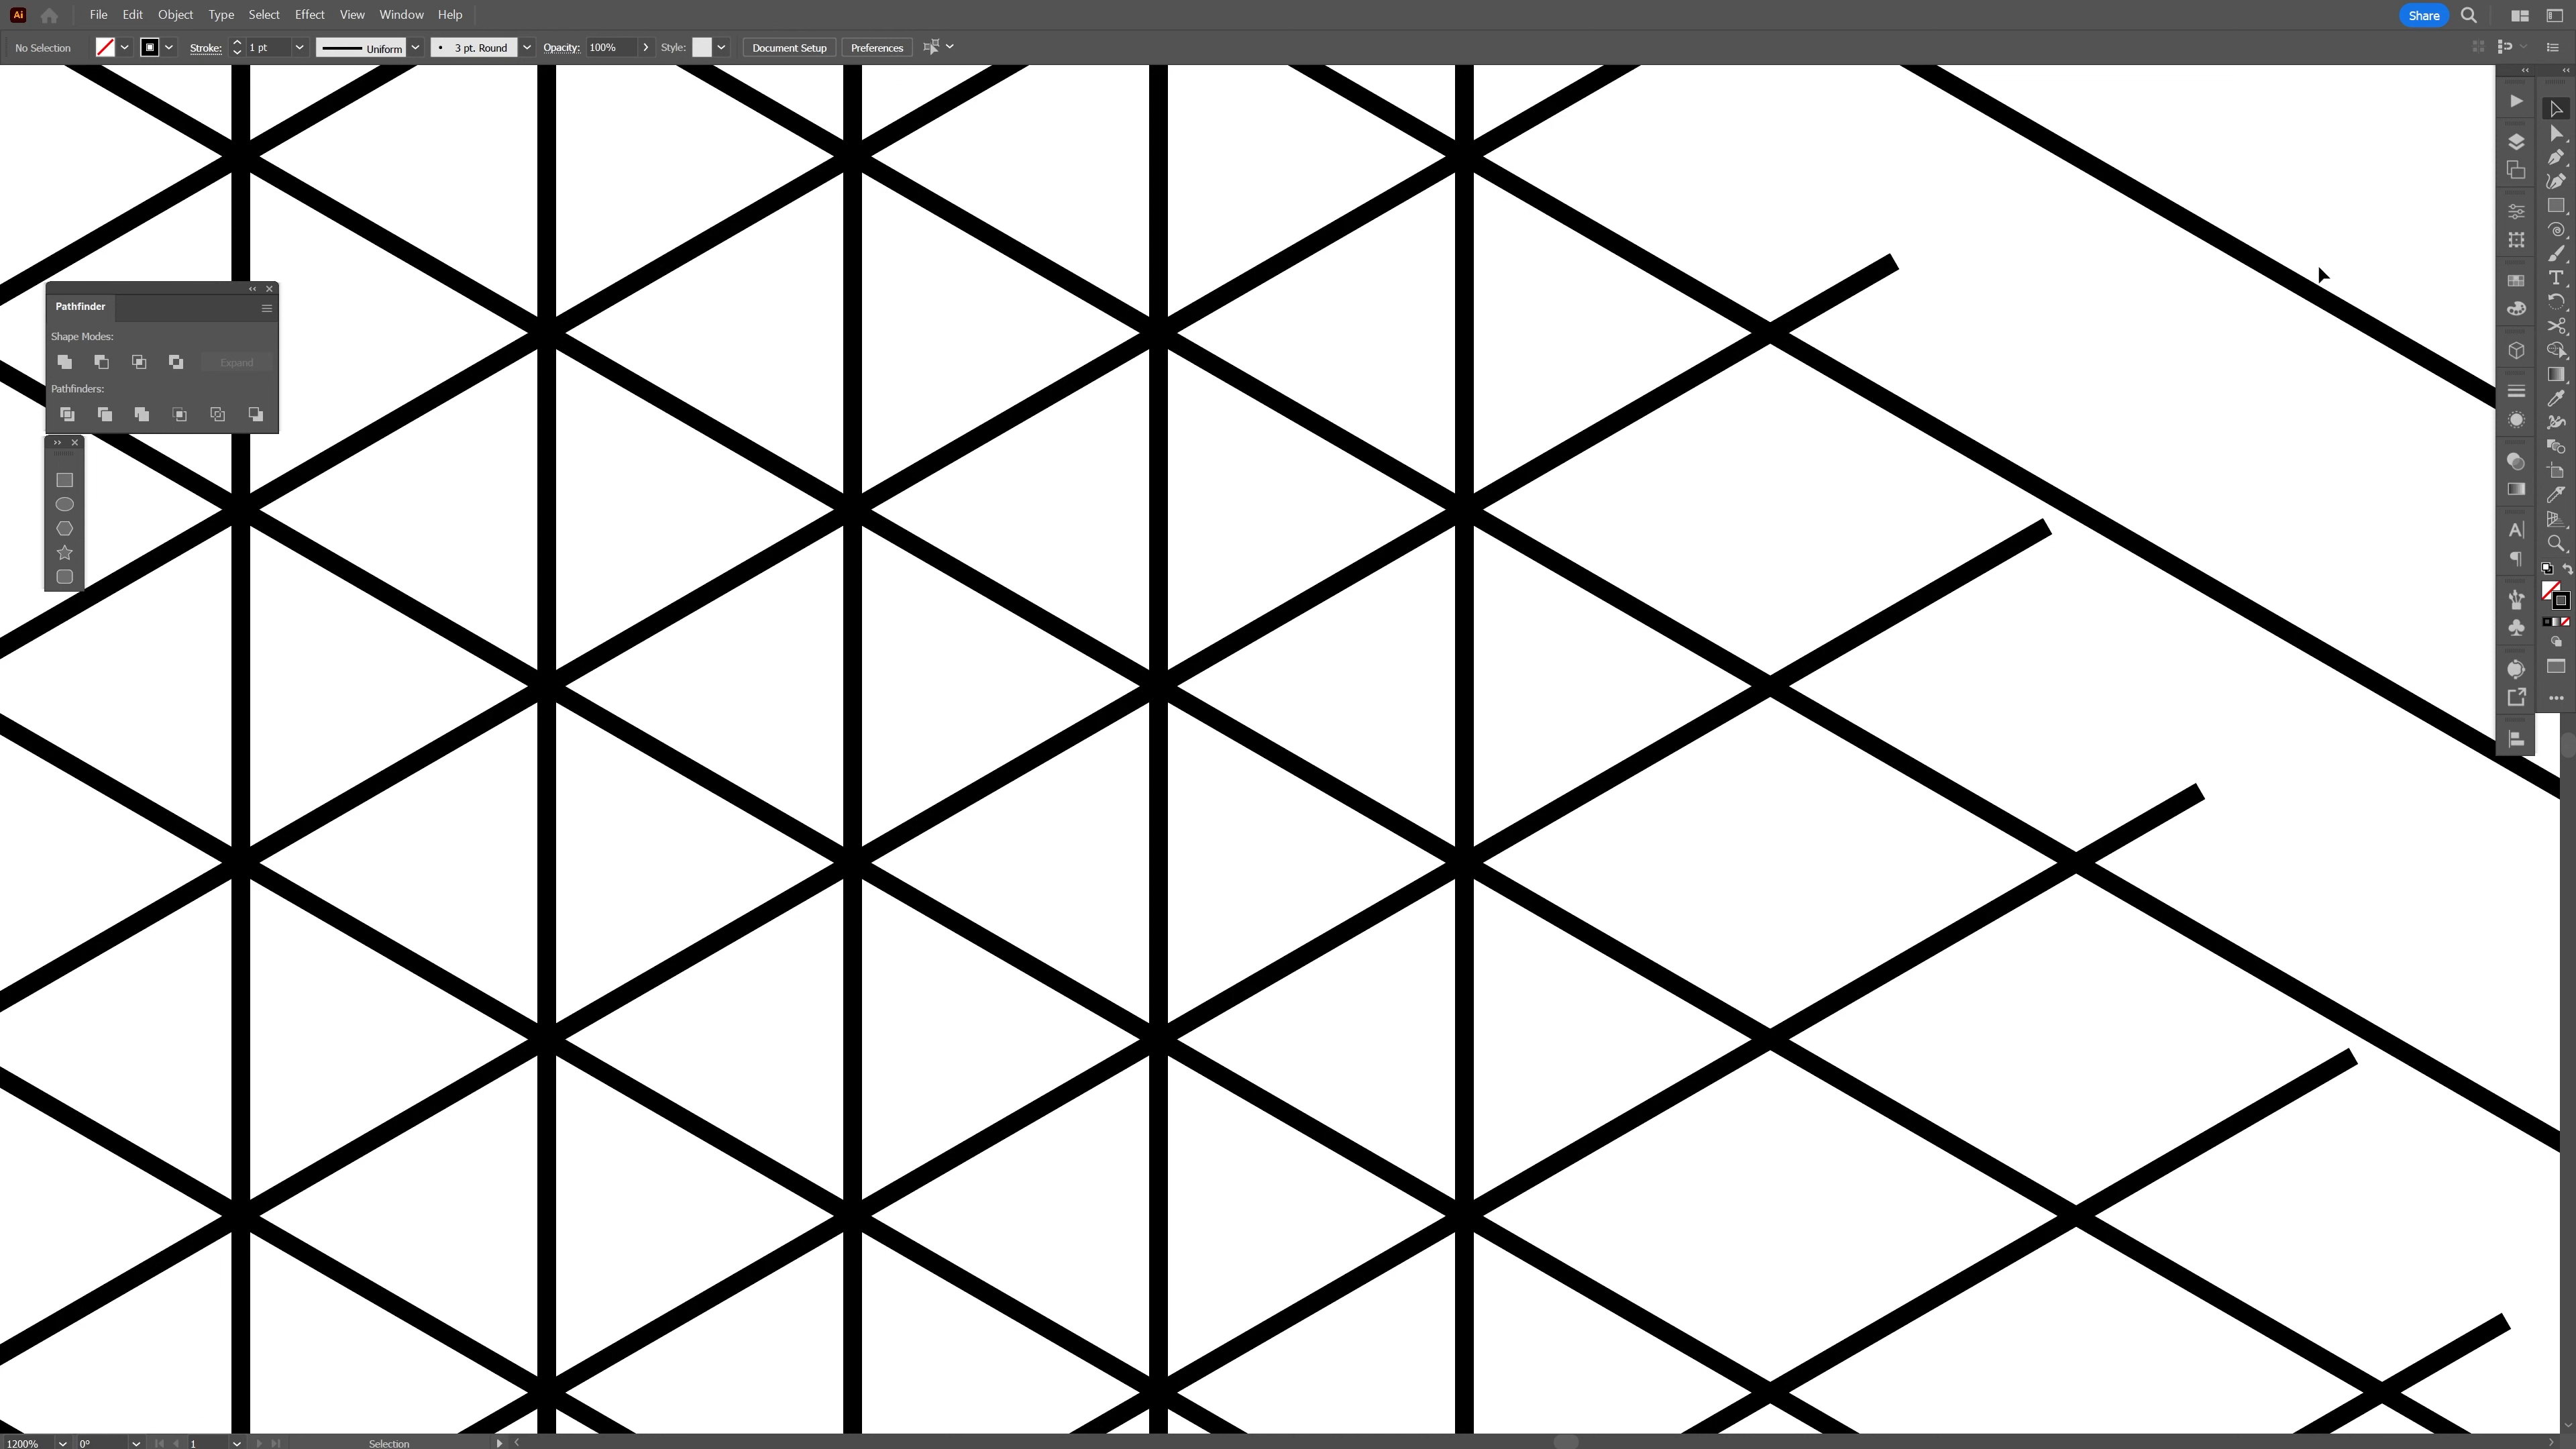 Ai File Edit Object Type Select Effect View Window Help Share
No Selection Stroke: 1 pt Uniform 3 pt. Round Opacity: 100% Style: Document Setup Preferences
Pathfinder
Shape Modes:
Expand
Pathfinders:
1200% 0° 1 Selection